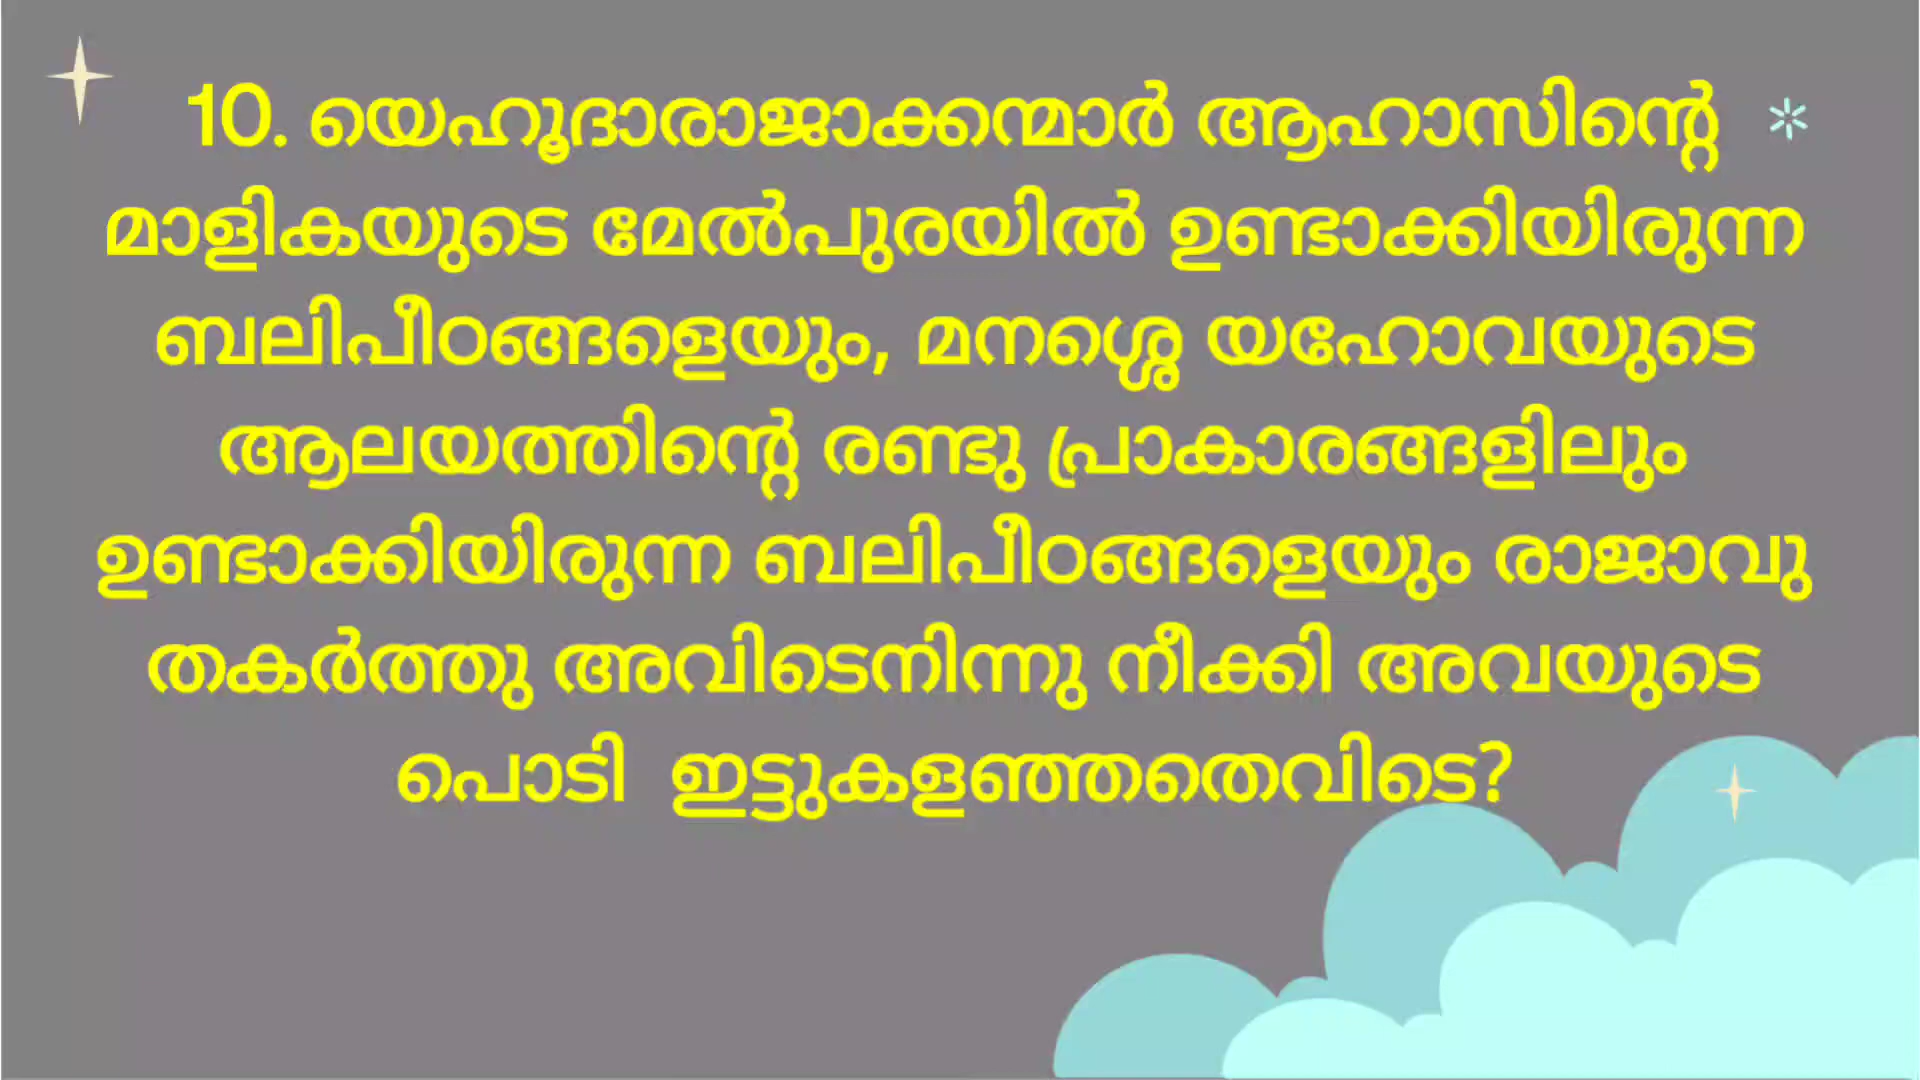 10. യെഹൂദാരാജാക്കന്മാർ ആഹാസിന്റെ
മാളികയുടെ മേൽപുരയിൽ ഉണ്ടാക്കിയിരുന്ന
ബലിപീഠങ്ങളെയും, മനശ്ശെ യഹോവയുടെ
ആലയത്തിന്റെ രണ്ടു പ്രാകാരങ്ങളിലും
ഉണ്ടാക്കിയിരുന്ന ബലിപീഠങ്ങളെയും രാജാവു
തകർത്തു അവിടെനിന്നു നീക്കി അവയുടെ
പൊടി ഇട്ടുകളഞ്ഞതെവിടെ?